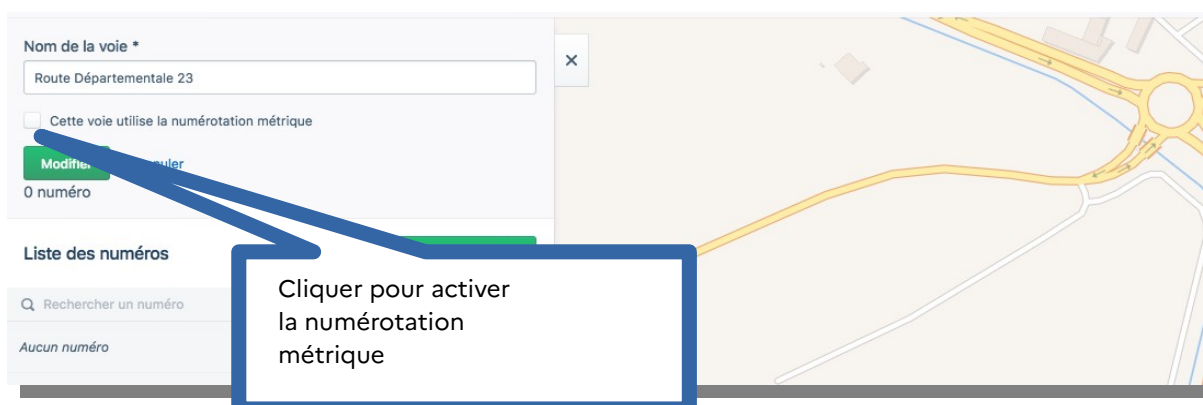 Nom de la voie *
Route Départementale 23
Cette voie utilise la numérotation métrique
0 numéro
Liste des numéros
Rechercher un numéro
Aucun numéro
Cliquer pour activer
la numérotation
métrique